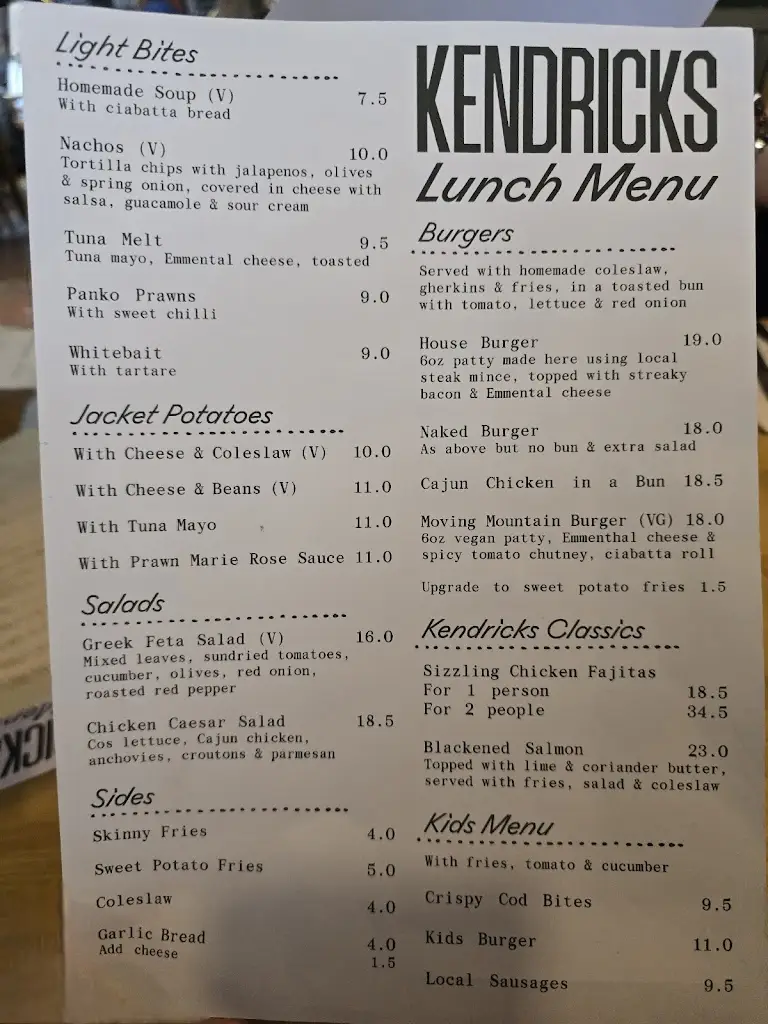 Light Bites
Homemade Soup (V) 7.5
With ciabatta bread
Nachos (V) 10.0
Tortilla chips with jalapenos, olives
& spring onion, covered in cheese with
salsa, guacamole & sour cream
Tuna Melt 9.5
Tuna mayo, Emmental cheese, toasted
Panko Prawns 9.0
With sweet chilli
Whitebait 9.0
With tartare
Jacket Potatoes
With Cheese & Coleslaw (V) 10.0
With Cheese & Beans (V) 11.0
With Tuna Mayo 11.0
With Prawn Marie Rose Sauce 11.0
Salads
Greek Feta Salad (V) 16.0
Mixed leaves, sundried tomatoes,
cucumber, olives, red onion,
roasted red pepper
Chicken Caesar Salad 18.5
Cos lettuce, Cajun chicken,
anchovies, croutons & parmesan
Sides
Skinny Fries 4.0
Sweet Potato Fries 5.0
Coleslaw 4.0
Garlic Bread 4.0
Add cheese 1.5
KENDRICKS
Lunch Menu
Burgers
Served with homemade coleslaw,
gherkins & fries, in a toasted bun
with tomato, lettuce & red onion
House Burger 19.0
6oz patty made here using local
steak mince, topped with streaky
bacon & Emmental cheese
Naked Burger 18.0
As above but no bun & extra salad
Cajun Chicken in a Bun 18.5
Moving Mountain Burger (VG) 18.0
6oz vegan patty, Emmenthal cheese &
spicy tomato chutney, ciabatta roll
Upgrade to sweet potato fries 1.5
Kendricks Classics
Sizzling Chicken Fajitas
For 1 person 18.5
For 2 people 34.5
Blackened Salmon 23.0
Topped with lime & coriander butter,
served with fries, salad & coleslaw
Kids Menu
With fries, tomato & cucumber
Crispy Cod Bites 9.5
Kids Burger 11.0
Local Sausages 9.5